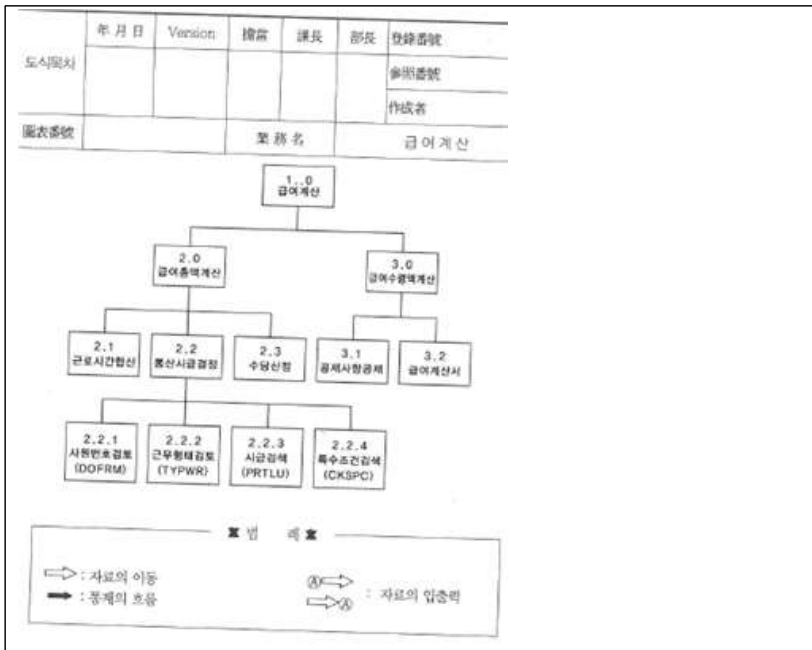 年月日 Version 擔當 課長 部長 登錄番號
도식목차
參照番號
作成者
圖表番號 業務名 급여계산
1..0
급여계산
2.0
급여총액계산
3.0
급여수령액계산
2.1
근로시간합산
2.2
통산시급결정
2.3
수당산정
3.1
공제사항공제
3.2
급여계산서
2.2.1
사원번호검토
(DOFRM)
2.2.2
근무형태검토
(TYPWR)
2.2.3
시급검색
(PRTLU)
2.2.4
특수조건검색
(CKSPC)
범 례
: 자료의 이동
: 통제의 흐름
Ⓐ
Ⓐ
: 자료의 입출력